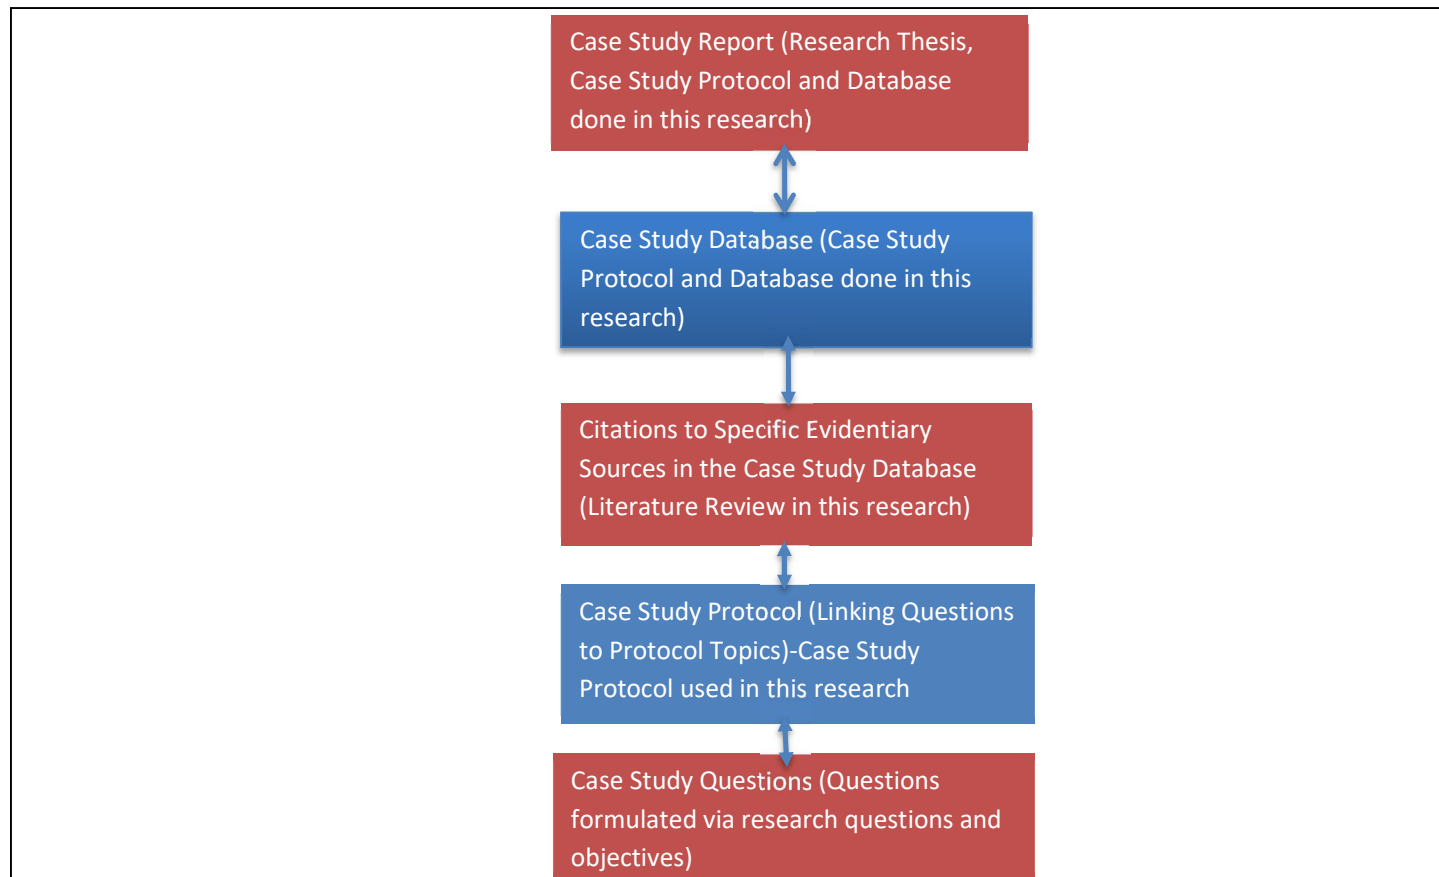 Case Study Report (Research Thesis,
Case Study Protocol and Database
done in this research)
Case Study Database (Case Study
Protocol and Database done in this
research)
Citations to Specific Evidentiary
Sources in the Case Study Database
(Literature Review in this research)
Case Study Protocol (Linking Questions
to Protocol Topics)-Case Study
Protocol used in this research
Case Study Questions (Questions
formulated via research questions and
objectives)